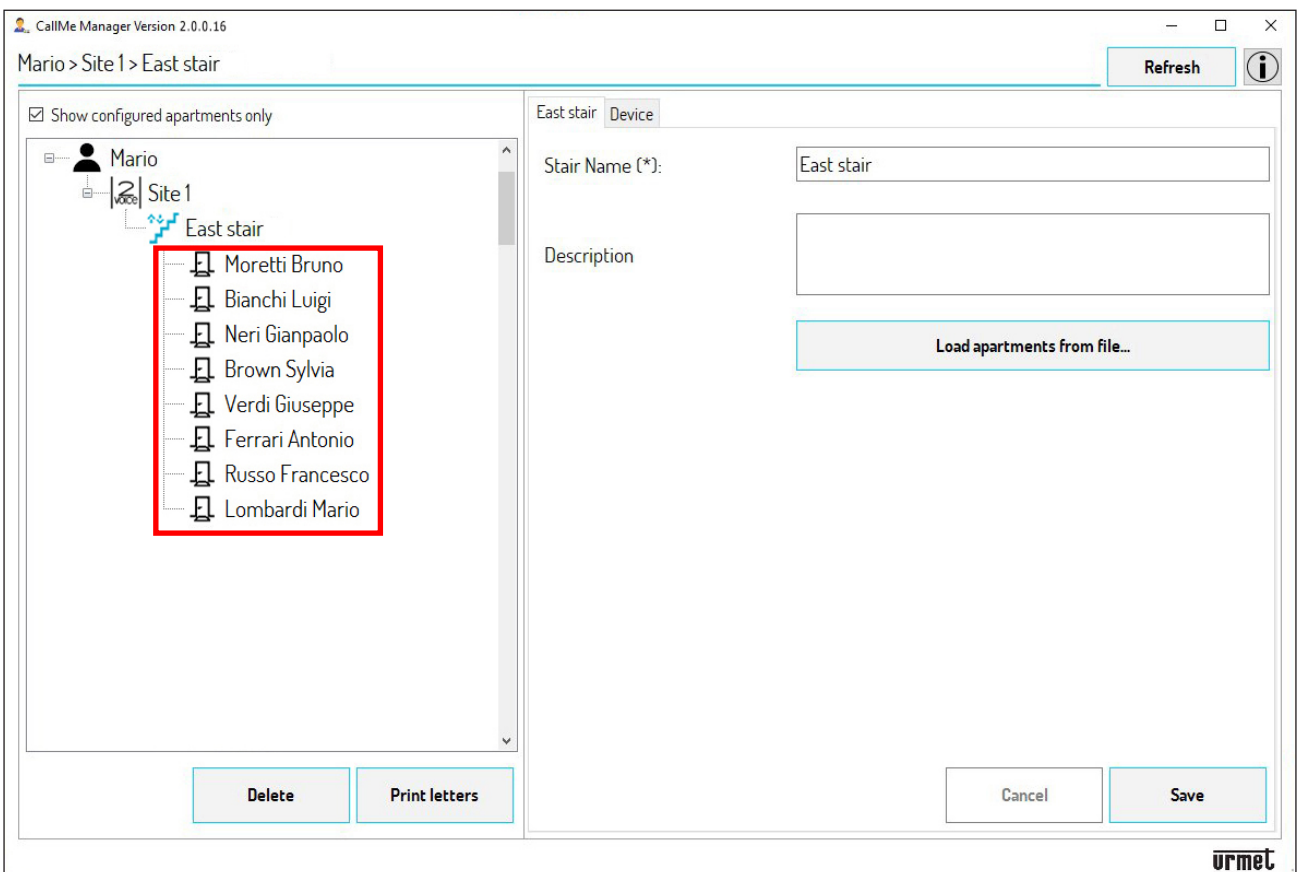 CallMe Manager Version 2.0.0.16
Mario > Site 1 > East stair
Refresh
Show configured apartments only
Mario
2 VOICE
Site 1
East stair
Moretti Bruno
Bianchi Luigi
Neri Gianpaolo
Brown Sylvia
Verdi Giuseppe
Ferrari Antonio
Russo Francesco
Lombardi Mario
Delete
Print letters
East stair
Device
Stair Name (*):
East stair
Description
Load apartments from file...
Cancel
Save
urmet